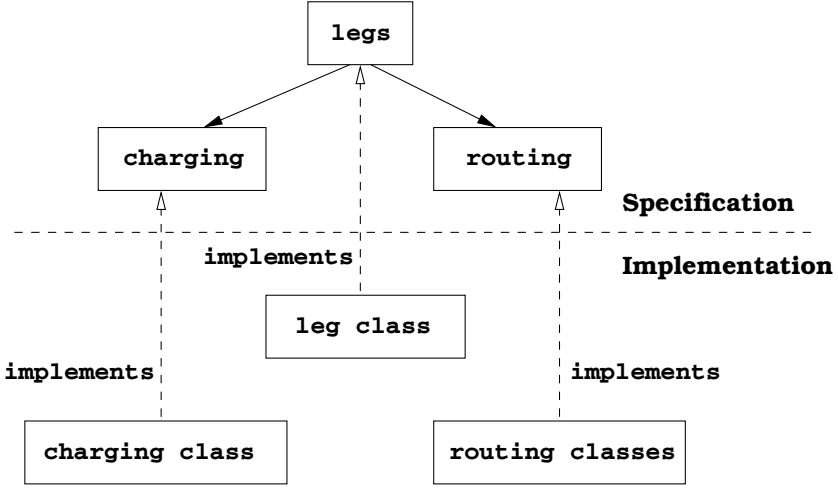 legs
charging
routing
Specification
implements
Implementation
leg class
implements
implements
charging class
routing classes